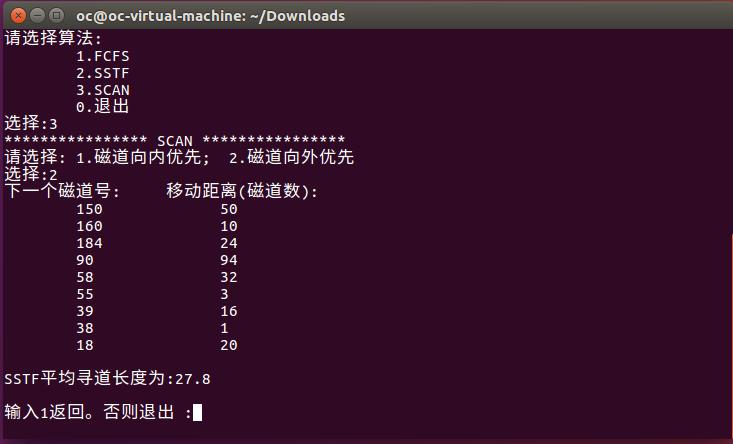 oc@oc-virtual-machine: ~/Downloads
请选择算法:
1.FCFS
2.SSTF
3.SCAN
0.退出
选择:3
**************** SCAN ****************
请选择: 1.磁道向内优先; 2.磁道向外优先
选择:2
下一个磁道号: 移动距离(磁道数):
150 50
160 10
184 24
90 94
58 32
55 3
39 16
38 1
18 20
SSTF平均寻道长度为:27.8
输入1返回。否则退出 :